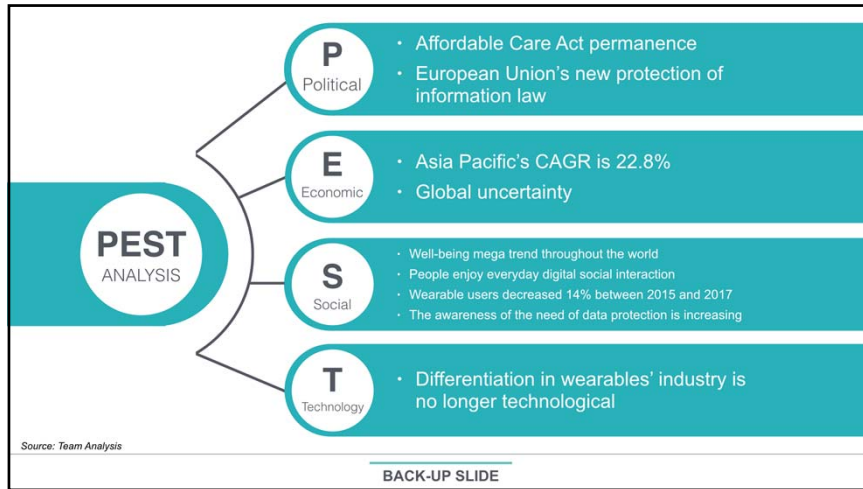 PEST
ANALYSIS
P
Political
• Affordable Care Act permanence
• European Union's new protection of
information law
E
Economic
• Asia Pacific's CAGR is 22.8%
• Global uncertainty
S
Social
• Well-being mega trend throughout the world
• People enjoy everyday digital social interaction
• Wearable users decreased 14% between 2015 and 2017
• The awareness of the need of data protection is increasing
T
Technology
• Differentiation in wearables' industry is
no longer technological
Source: Team Analysis
BACK-UP SLIDE